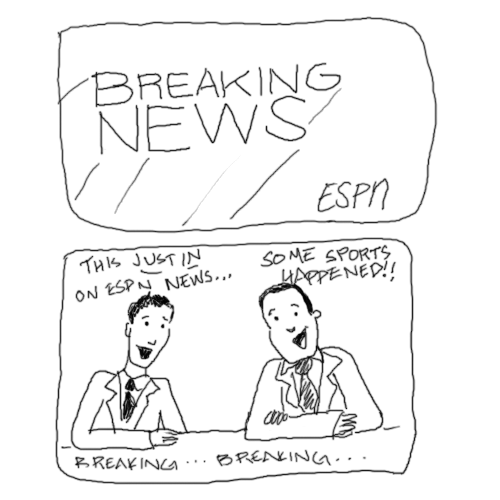 BREAKING
NEWS
ESPN
THIS JUST IN
ON ESPN NEWS...
SOME SPORTS
HAPPENED!!
BREAKING... BREAKING...